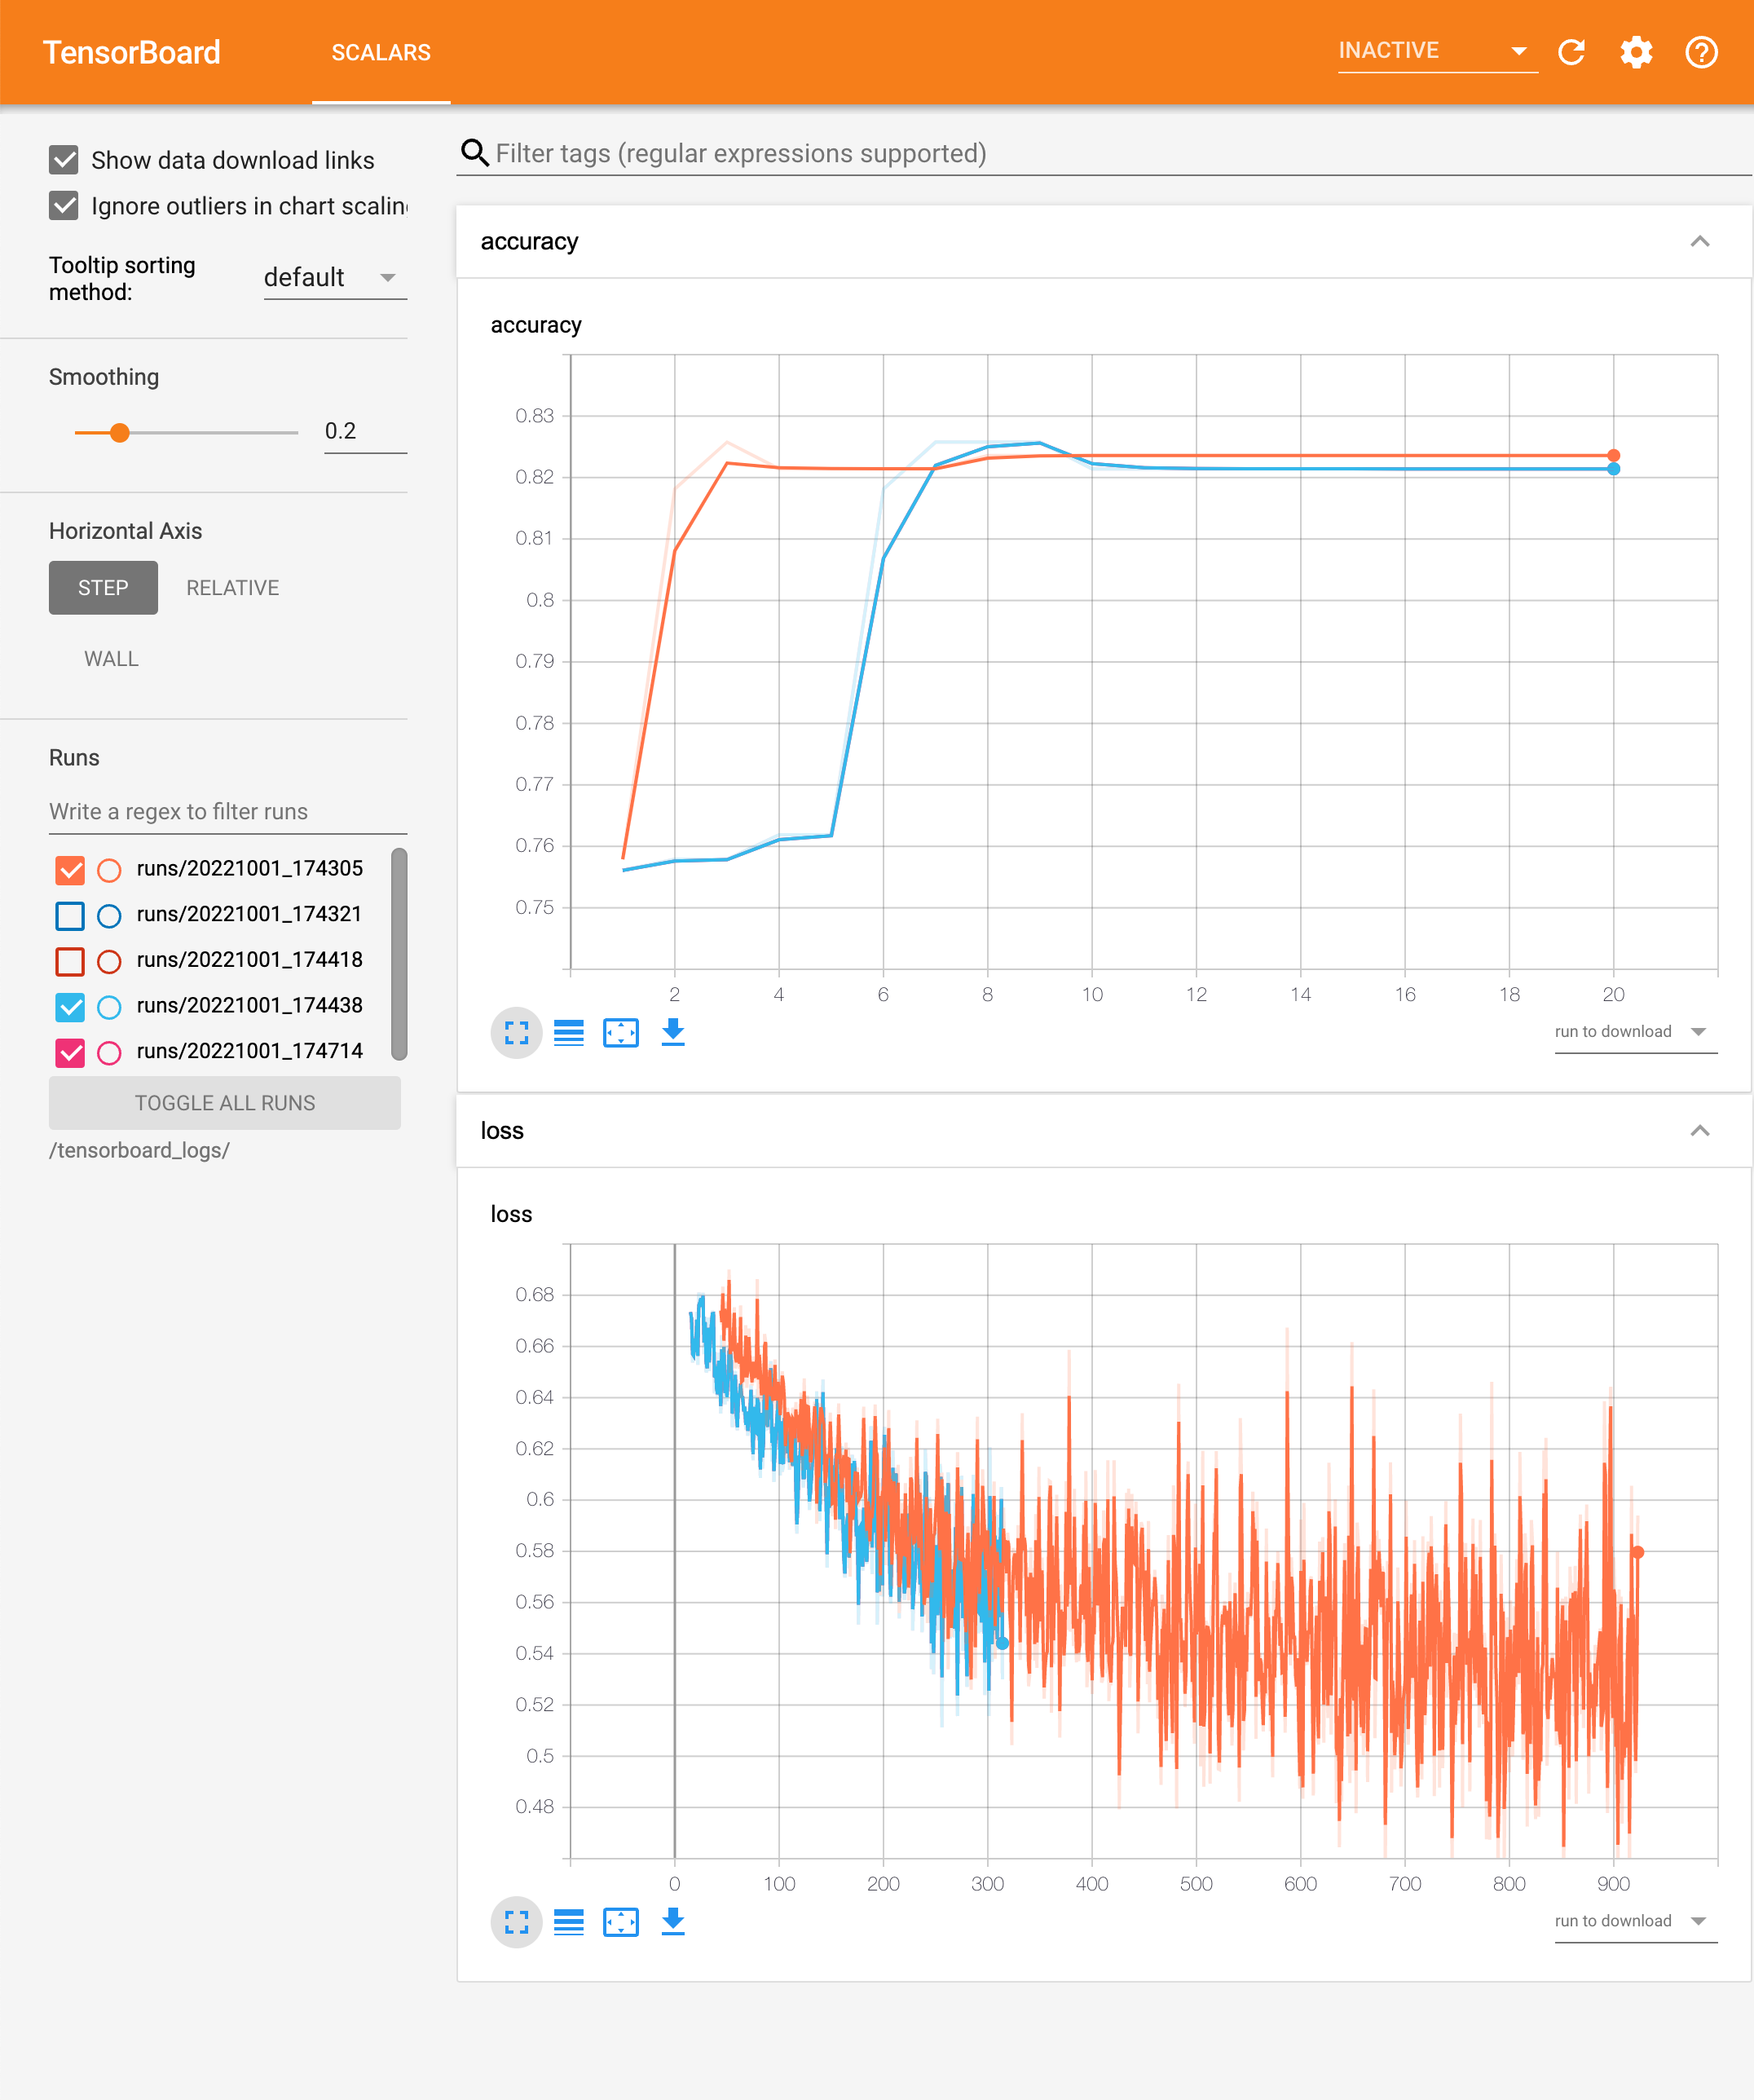 TensorBoard
SCALARS
INACTIVE
Show data download links
Ignore outliers in chart scaling
Tooltip sorting
method:
default
Smoothing
0.2
Horizontal Axis
STEP
RELATIVE
WALL
Runs
Write a regex to filter runs
runs/20221001_174305
runs/20221001_174321
runs/20221001_174418
runs/20221001_174438
runs/20221001_174714
TOGGLE ALL RUNS
/tensorboard_logs/
Filter tags (regular expressions supported)
accuracy
accuracy
0.83
0.82
0.81
0.8
0.79
0.78
0.77
0.76
0.75
2 4 6 8 10 12 14 16 18 20
run to download
loss
loss
0.68
0.66
0.64
0.62
0.6
0.58
0.56
0.54
0.52
0.5
0.48
0 100 200 300 400 500 600 700 800 900
run to download